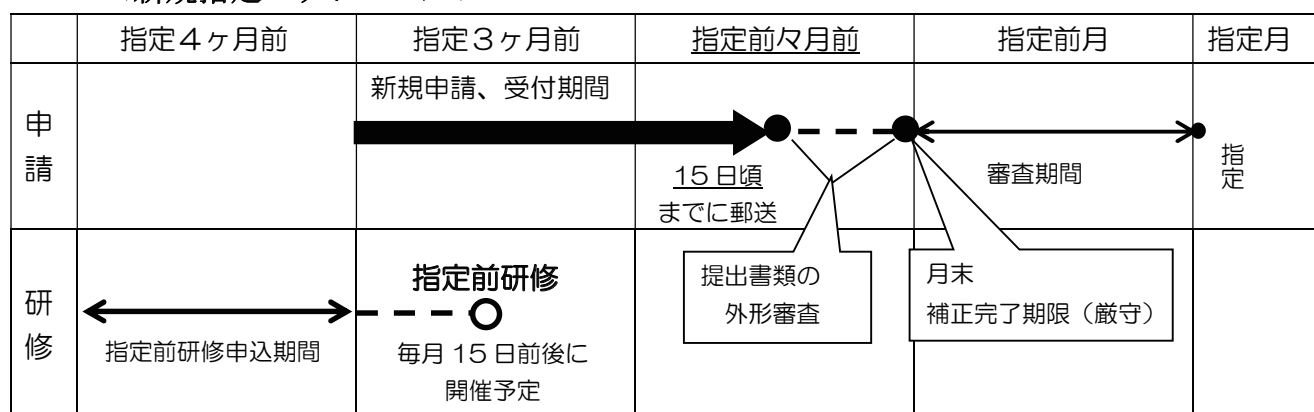 指定４ヶ月前
指定３ヶ月前
指定前々月前
指定前月
指定月
申請
新規申請、受付期間
15日頃
までに郵送
審査期間
指定
提出書類の
外形審査
月末
補正完了期限（厳守）
研修
指定前研修申込期間
指定前研修
毎月15日前後に
開催予定